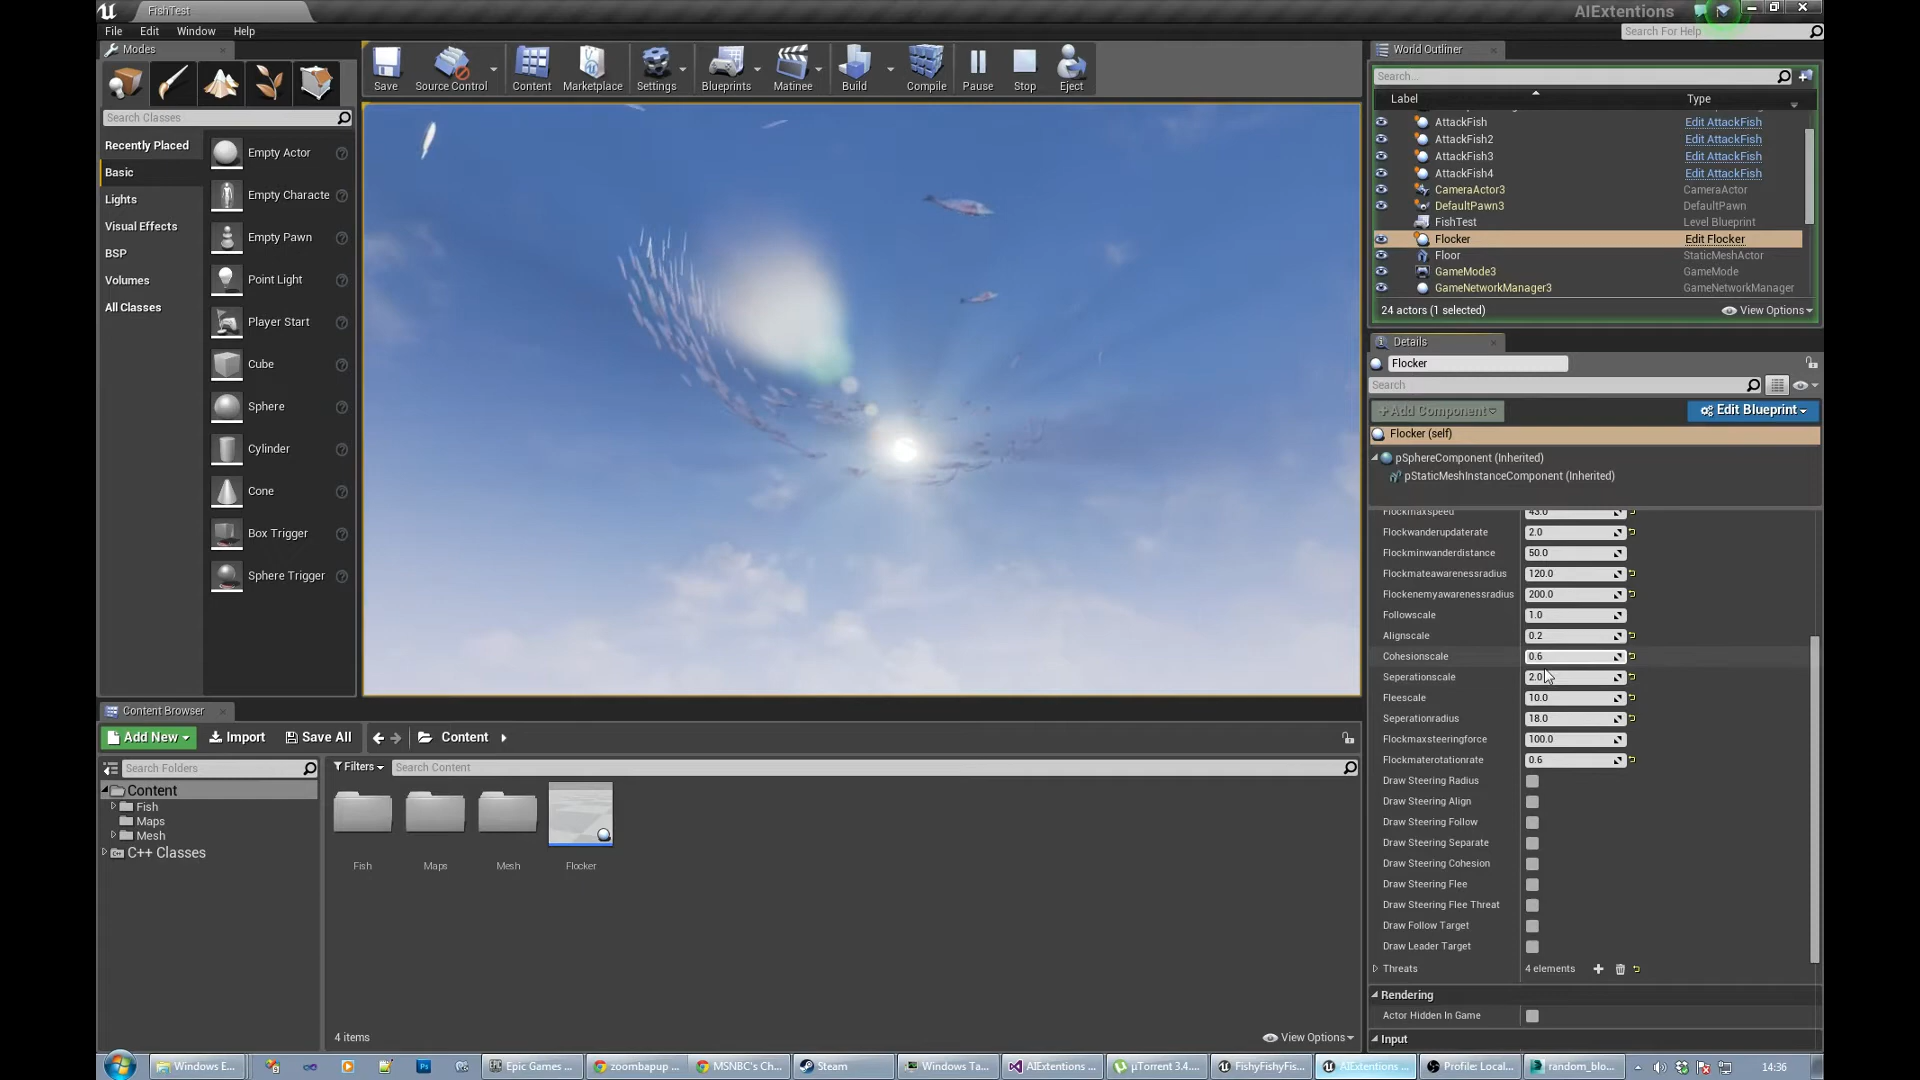 FishTest
AIExtentions
File Edit Window Help
Search For Help
Modes
Search Classes
Recently Placed
Basic
Lights
Visual Effects
BSP
Volumes
All Classes
Empty Actor
Empty Characte
Empty Pawn
Point Light
Player Start
Cube
Sphere
Cylinder
Cone
Box Trigger
Sphere Trigger
Save Source Control Content Marketplace Settings Blueprints Matinee Build Compile Pause Stop Eject
World Outliner
Search...
Label Type
AttackFish Edit AttackFish
AttackFish2 Edit AttackFish
AttackFish3 Edit AttackFish
AttackFish4 Edit AttackFish
CameraActor3 CameraActor
DefaultPawn3 DefaultPawn
FishTest Level Blueprint
Flocker Edit Flocker
Floor StaticMeshActor
GameMode3 GameMode
GameNetworkManager3 GameNetworkManager
24 actors (1 selected) View Options
Details
Flocker
Search
+Add Component Edit Blueprint
Flocker (self)
pSphereComponent (Inherited)
pStaticMeshInstanceComponent (Inherited)
Flockmaxspeed 43.0
Flockwanderupdaterate 2.0
Flockminwanderdistance 50.0
Flockmateawarenessradius 120.0
Flockenemyawarenessradius 200.0
Followscale 1.0
Alignscale 0.2
Cohesionscale 0.6
Seperationscale 2.0
Fleescale 10.0
Seperationradius 18.0
Flockmaxsteeringforce 100.0
Flockmaterotationrate 0.6
Draw Steering Radius
Draw Steering Align
Draw Steering Follow
Draw Steering Separate
Draw Steering Cohesion
Draw Steering Flee
Draw Steering Flee Threat
Draw Follow Target
Draw Leader Target
Threats 4 elements
Rendering
Actor Hidden In Game
Input
Content Browser
Add New Import Save All Content
Search Folders
Filters Search Content
Content
Fish
Maps
Mesh
C++ Classes
Fish Maps Mesh Flocker
4 items View Options
Windows E... Epic Games ... zoombapup ... MSNBC's Ch... Steam Windows Ta... AIExtentions ... µTorrent 3.4.... FishyFishyFis... AIExtentions ... Profile: Local... random_blo... 14:36